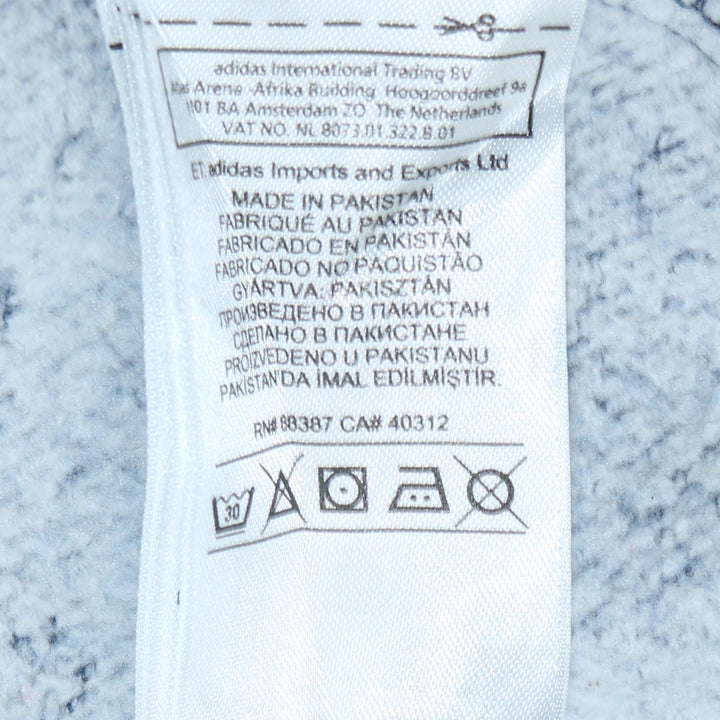 adidas International Trading BV
Atlas Arena -Afrika Building Hoogoorddreef 9a
1101 BA Amsterdam ZO The Netherlands
VAT NO. NL 8073.01.322.B.01
ET. adidas Imports and Exports Ltd
MADE IN PAKISTAN
FABRIQUÉ AU PAKISTAN
FABRICADO EN PAKISTÁN
FABRICADO NO PAQUISTÃO
GYÁRTVA: PAKISZTÁN
ПРОИЗВЕДЕНО В ПАКИСТАН
СДЕЛАНО В ПАКИСТАНЕ
PROIZVEDENO U PAKISTANU
PAKISTAN'DA İMAL EDİLMİŞTİR.
RN# 88387 CA# 40312
30